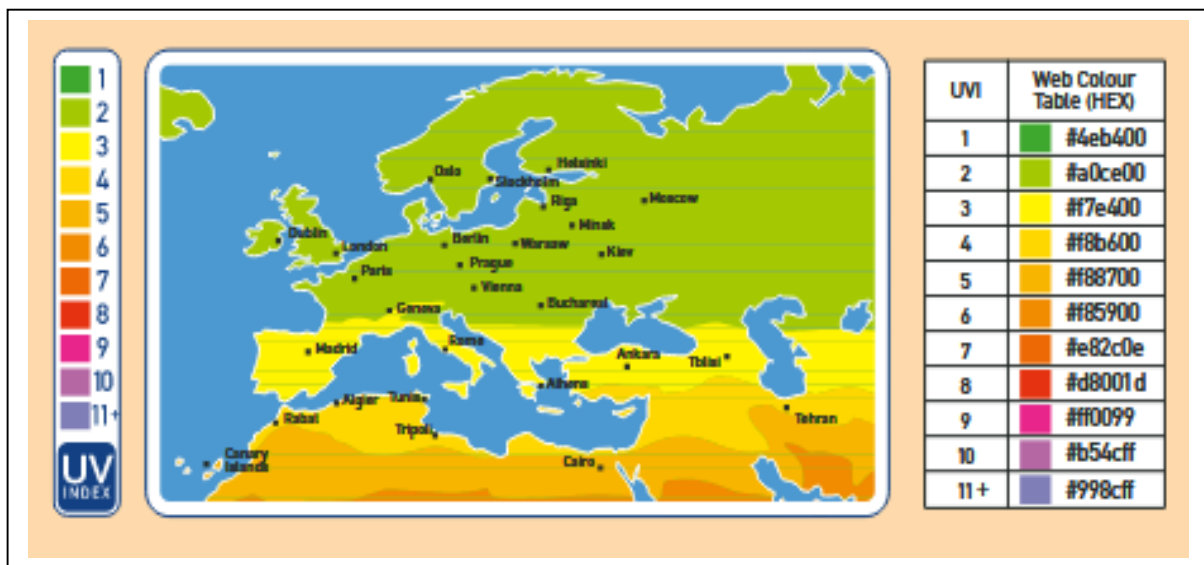 1
2
3
4
5
6
7
8
9
10
11+
UV
INDEX
Oslo
Helsinki
Stockholm
Riga
Moscow
Minsk
Dublin
London
Berlin
Warsaw
Kiev
Paris
Prague
Vienna
Geneva
Bucharest
Madrid
Rome
Ankara
Tblisi
Athens
Algier
Tunis
Rabat
Tripoli
Tehran
Canary
Islands
Cairo
UVI
Web Colour
Table (HEX)
1 #4eb400
2 #a0ce00
3 #f7e400
4 #f8b600
5 #f88700
6 #f85900
7 #e82c0e
8 #d8001d
9 #ff0099
10 #b54cff
11+ #998cff